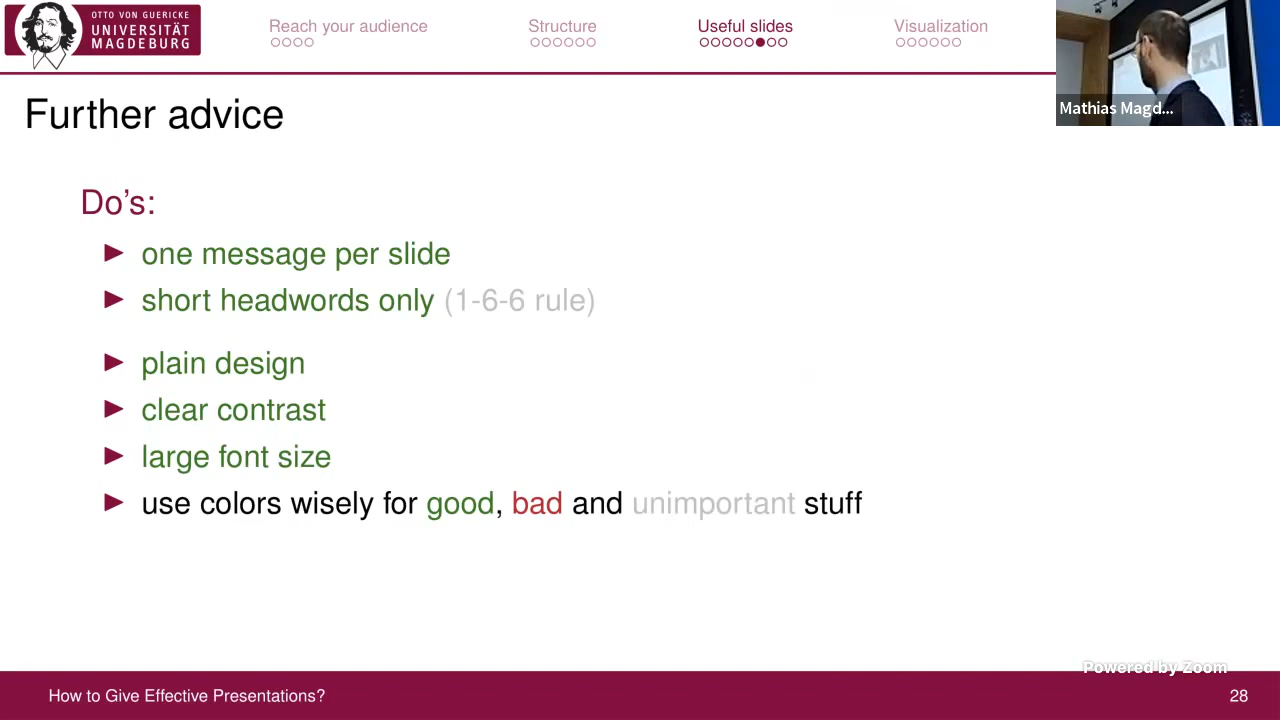 OTTO VON GUERICKE
UNIVERSITÄT
MAGDEBURG
Reach your audience
Structure
Useful slides
Visualization
Mathias Magd...
Further advice
Do's:
one message per slide
short headwords only (1-6-6 rule)
plain design
clear contrast
large font size
use colors wisely for good, bad and unimportant stuff
Powered by Zoom
How to Give Effective Presentations?
28